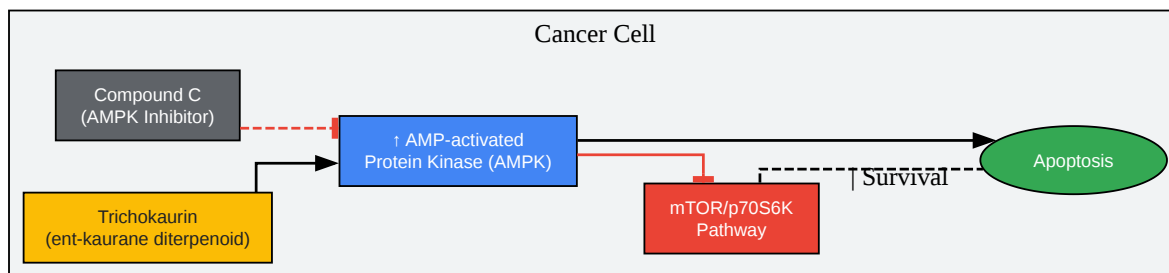 Cancer Cell
Compound C
(AMPK Inhibitor)
↑ AMP-activated
Protein Kinase (AMPK)
Apoptosis
| Survival
Trichokaurin
(ent-kaurane diterpenoid)
mTOR/p70S6K
Pathway